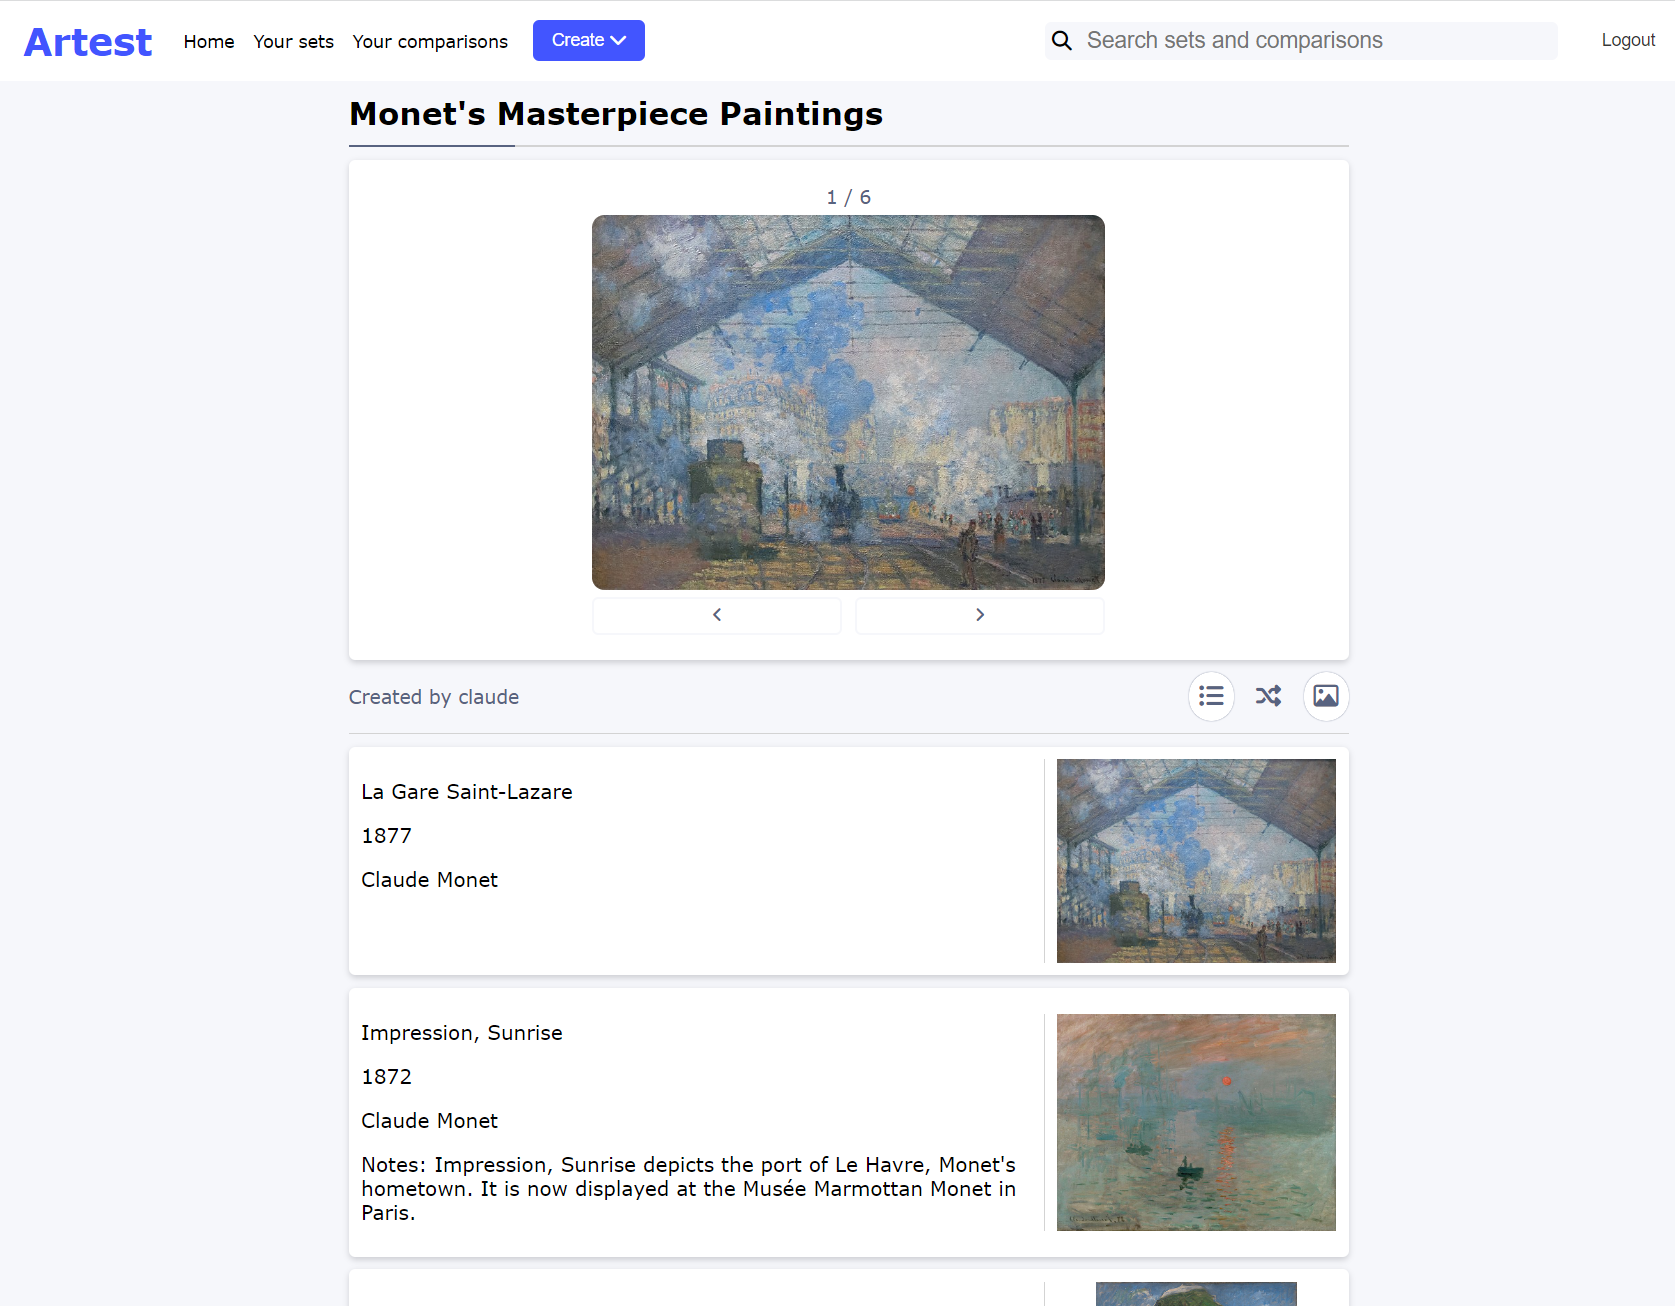 Artest Home Your sets Your comparisons Create Search sets and comparisons Logout
Monet's Masterpiece Paintings
1 / 6
Created by claude
La Gare Saint-Lazare
1877
Claude Monet
Impression, Sunrise
1872
Claude Monet
Notes: Impression, Sunrise depicts the port of Le Havre, Monet's
hometown. It is now displayed at the Musée Marmottan Monet in
Paris.